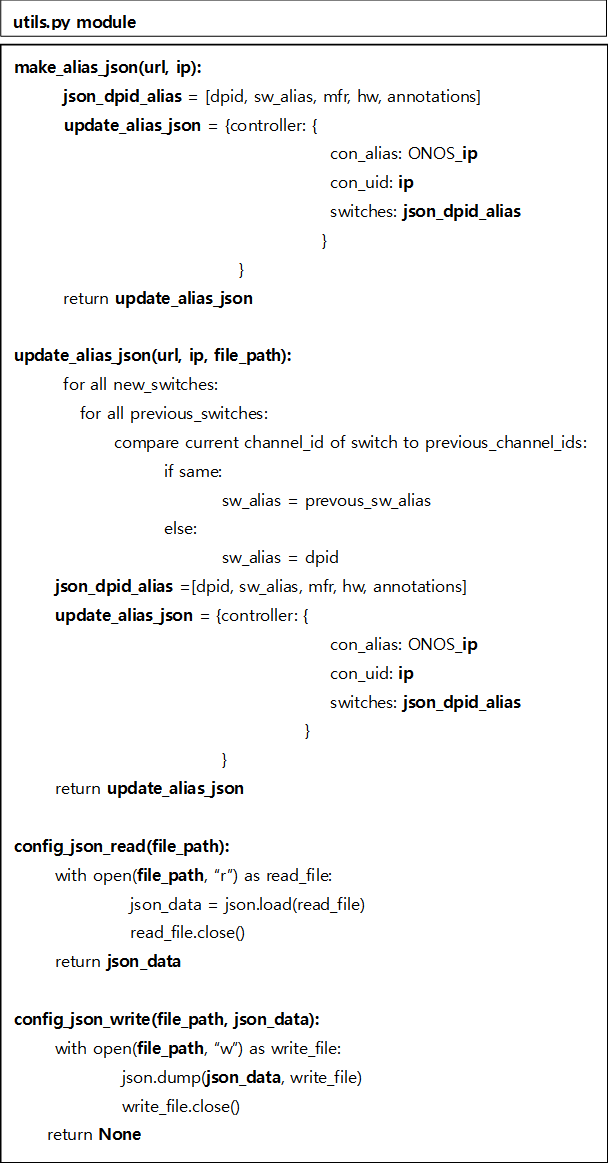 utils.py module
make_alias_json(url, ip):
json_dpid_alias = [dpid, sw_alias, mfr, hw, annotations]
update_alias_json = {controller: {
con_alias: ONOS_ip
con_uid: ip
switches: json_dpid_alias
}
}
return update_alias_json
update_alias_json(url, ip, file_path):
for all new_switches:
for all previous_switches:
compare current channel_id of switch to previous_channel_ids:
if same:
sw_alias = prevous_sw_alias
else:
sw_alias = dpid
json_dpid_alias =[dpid, sw_alias, mfr, hw, annotations]
update_alias_json = {controller: {
con_alias: ONOS_ip
con_uid: ip
switches: json_dpid_alias
}
}
return update_alias_json
config_json_read(file_path):
with open(file_path, “r”) as read_file:
json_data = json.load(read_file)
read_file.close()
return json_data
config_json_write(file_path, json_data):
with open(file_path, “w”) as write_file:
json.dump(json_data, write_file)
write_file.close()
return None